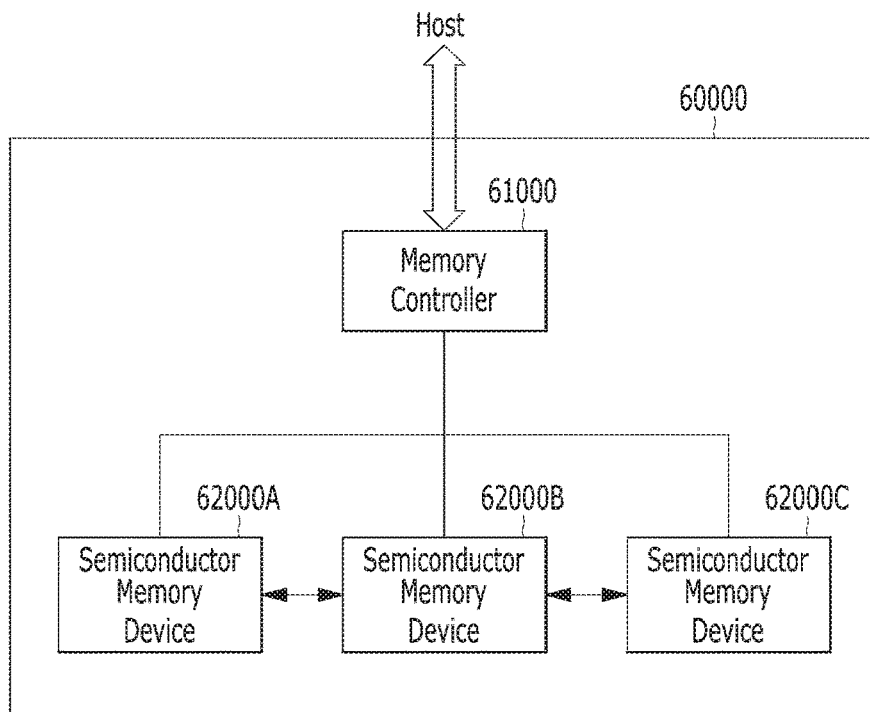 Host
60000
61000
Memory
Controller
62000A
62000B
62000C
Semiconductor
Memory
Device
Semiconductor
Memory
Device
Semiconductor
Memory
Device